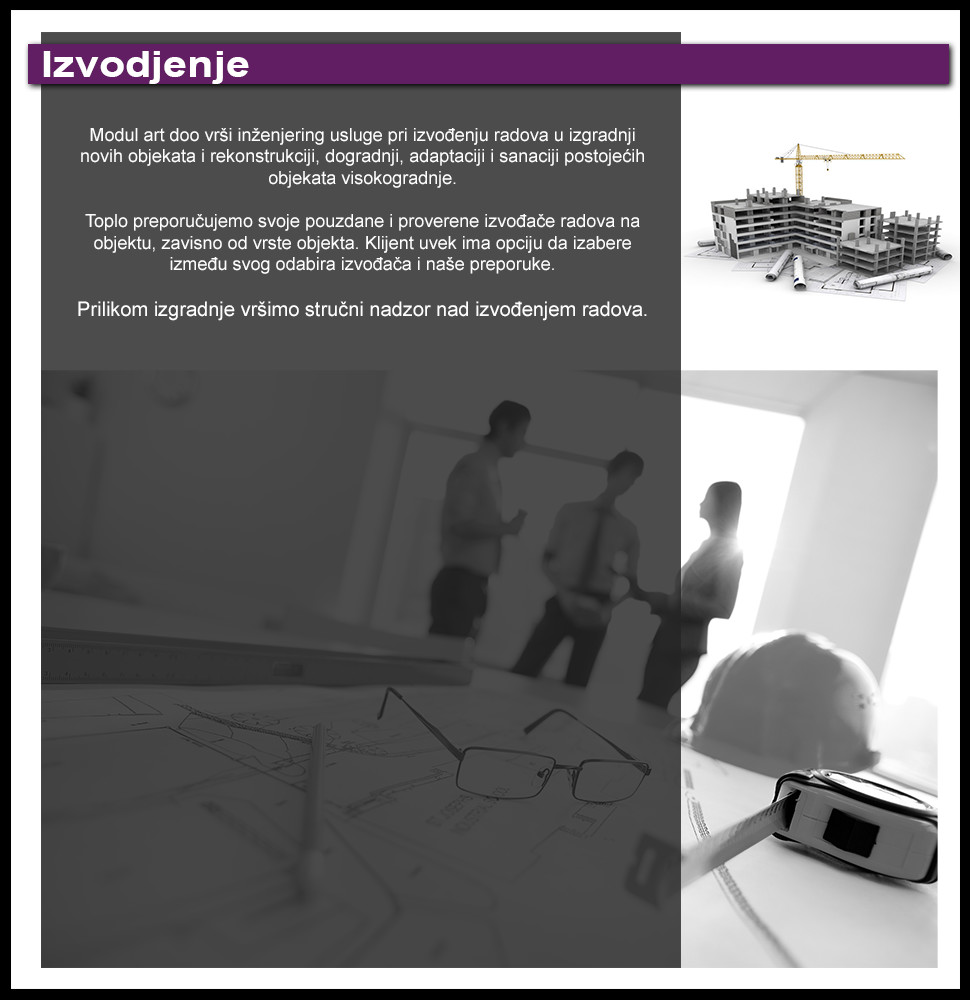 Izvodjenje
Modul art doo vrši inženjering usluge pri izvođenju radova u izgradnji
novih objekata i rekonstrukciji, dogradnji, adaptaciji i sanaciji postojećih
objekata visokogradnje.
Toplo preporučujemo svoje pouzdane i proverene izvođače radova na
objektu, zavisno od vrste objekta. Klijent uvek ima opciju da izabere
između svog odabira izvođača i naše preporuke.
Prilikom izgradnje vršimo stručni nadzor nad izvođenjem radova.